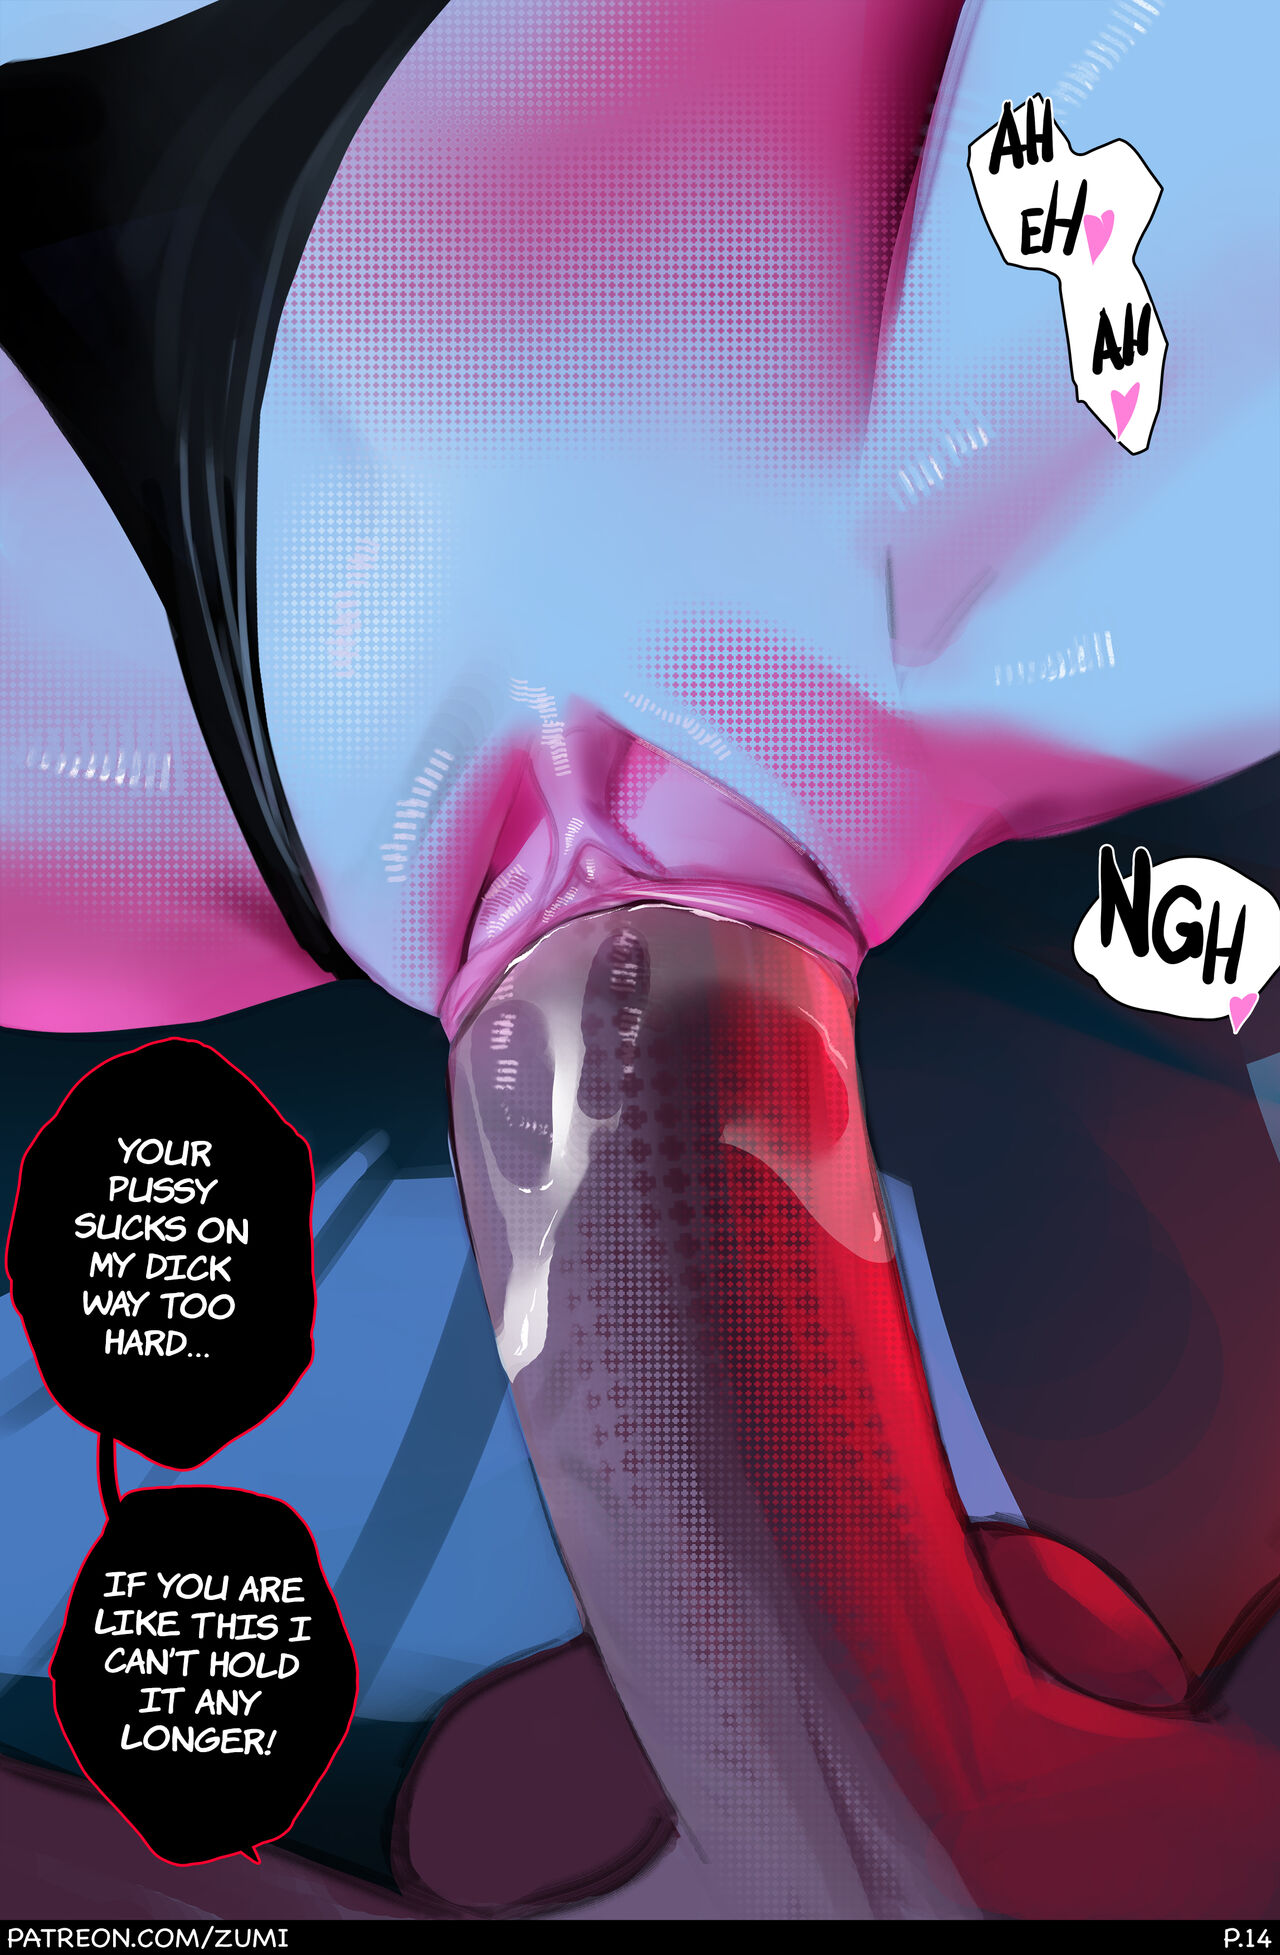 AH
EH
AH
NGH
YOUR
PUSSY
SUCKS ON
MY DICK
WAY TOO
HARD...
IF YOU ARE
LIKE THIS I
CAN'T HOLD
IT ANY
LONGER!
PATREON.COM/ZUMI
P.14